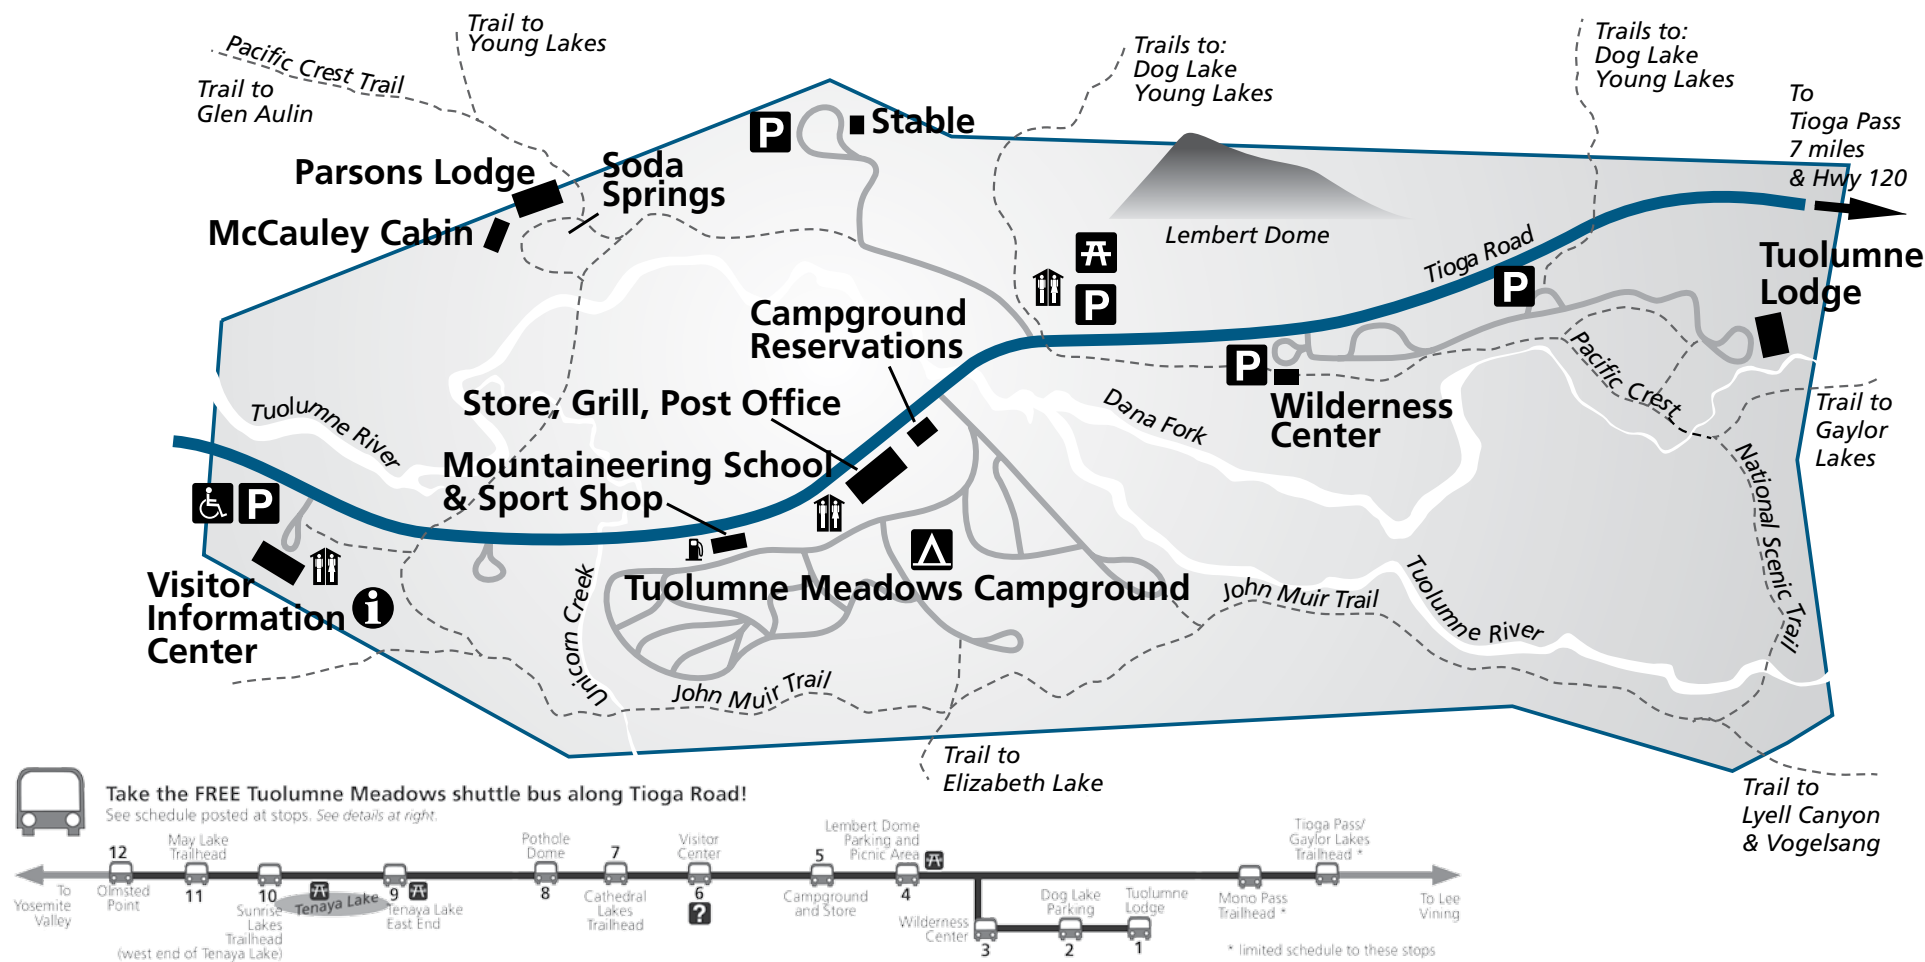 Trail to
Young Lakes
Pacific Crest Trail
Trail to
Glen Aulin
Trails to:
Dog Lake
Young Lakes
Trails to:
Dog Lake
Young Lakes
To
Tioga Pass
7 miles
& Hwy 120
P
Stable
Parsons Lodge
Soda
Springs
McCauley Cabin
Lembert Dome
Tioga Road
Tuolumne
Lodge
P
P
Campground
Reservations
P
Wilderness
Center
Pacific Crest
National Scenic Trail
Trail to
Gaylor
Lakes
Store, Grill, Post Office
Dana Fork
Tuolumne River
Mountaineering School
& Sport Shop
P
Visitor
Information
Center
i
Unicorn Creek
Tuolumne Meadows Campground
John Muir Trail
Tuolumne River
John Muir Trail
Trail to
Elizabeth Lake
Trail to
Lyell Canyon
& Vogelsang
Take the FREE Tuolumne Meadows shuttle bus along Tioga Road!
See schedule posted at stops. See details at right.
To
Yosemite
Valley
12
Olmsted
Point
May Lake
Trailhead
11
10
Sunrise
Lakes
Trailhead
(west end of Tenaya Lake)
Tenaya Lake
9
Tenaya Lake
East End
Pothole
Dome
8
7
Cathedral
Lakes
Trailhead
Visitor
Center
6
?
5
Campground
and Store
Lembert Dome
Parking and
Picnic Area
4
Wilderness
Center
3
Dog Lake
Parking
2
Tuolumne
Lodge
1
Mono Pass
Trailhead *
Tioga Pass/
Gaylor Lakes
Trailhead *
To Lee
Vining
* limited schedule to these stops